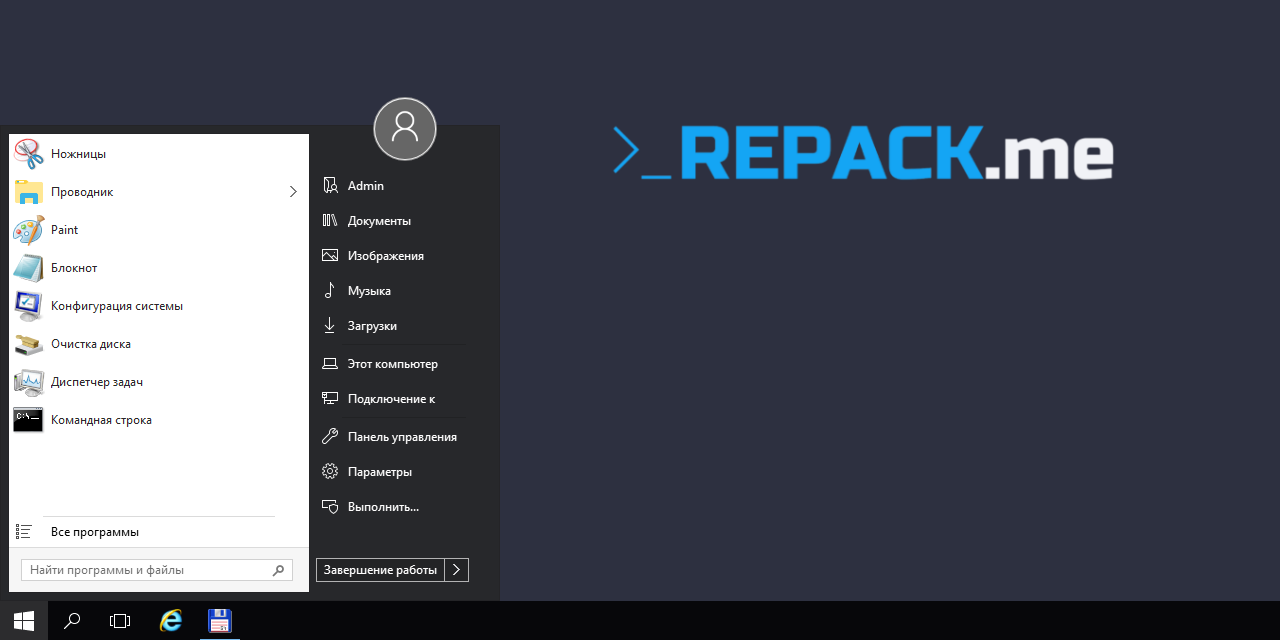 >_REPACK.me
Ножницы
Проводник
Paint
Блокнот
Конфигурация системы
Очистка диска
Диспетчер задач
C:\_
Командная строка
Все программы
Найти программы и файлы
Admin
Документы
Изображения
Музыка
Загрузки
Этот компьютер
Подключение к
Панель управления
Параметры
Выполнить...
Завершение работы